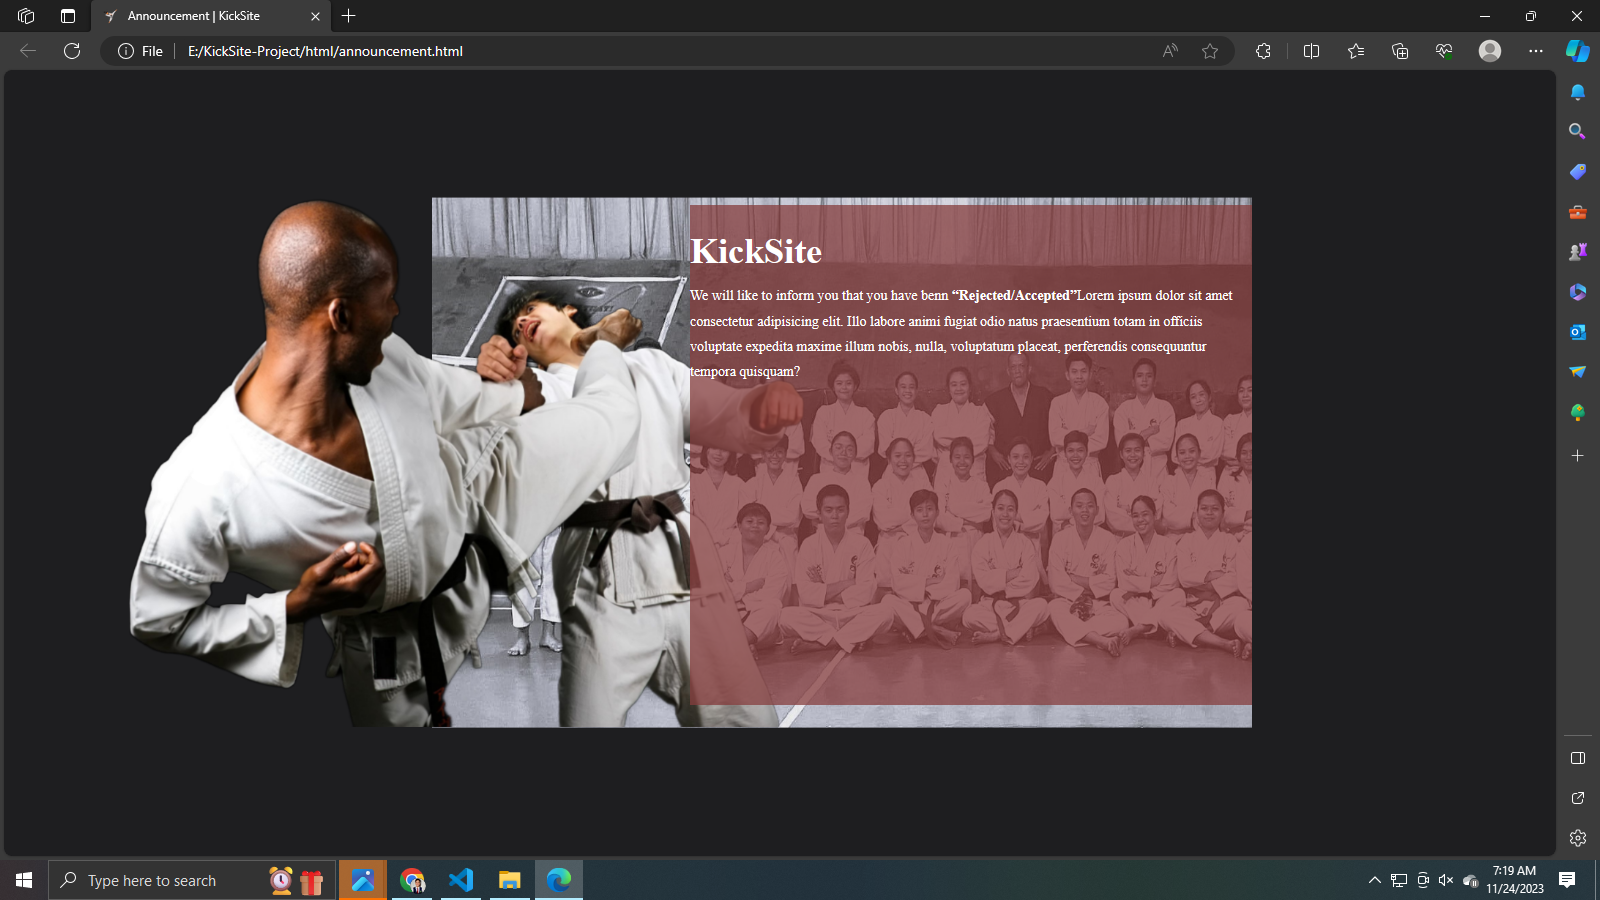 Announcement | KickSite
File
E:/KickSite-Project/html/announcement.html
KickSite
We will like to inform you that you have benn “Rejected/Accepted”Lorem ipsum dolor sit amet
consectetur adipisicing elit. Illo labore animi fugiat odio natus praesentium totam in officiis
voluptate expedita maxime illum nobis, nulla, voluptatum placeat, perferendis consequuntur
tempora quisquam?
Type here to search
7:19 AM
11/24/2023